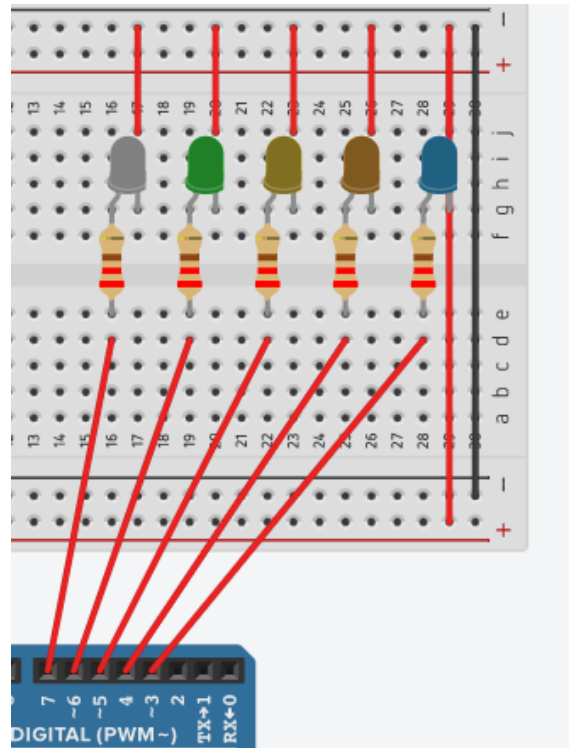 −
+
13 14 15 16 17 18 19 20 21 22 23 24 25 26 27 28 29 30
j
i
h
g
f
e
d
c
b
a
13 14 15 16 17 18 19 20 21 22 23 24 25 26 27 28 29 30
−
+
7 ~6 ~5 4 ~3 2 TX→1 RX←0
DIGITAL (PWM~)